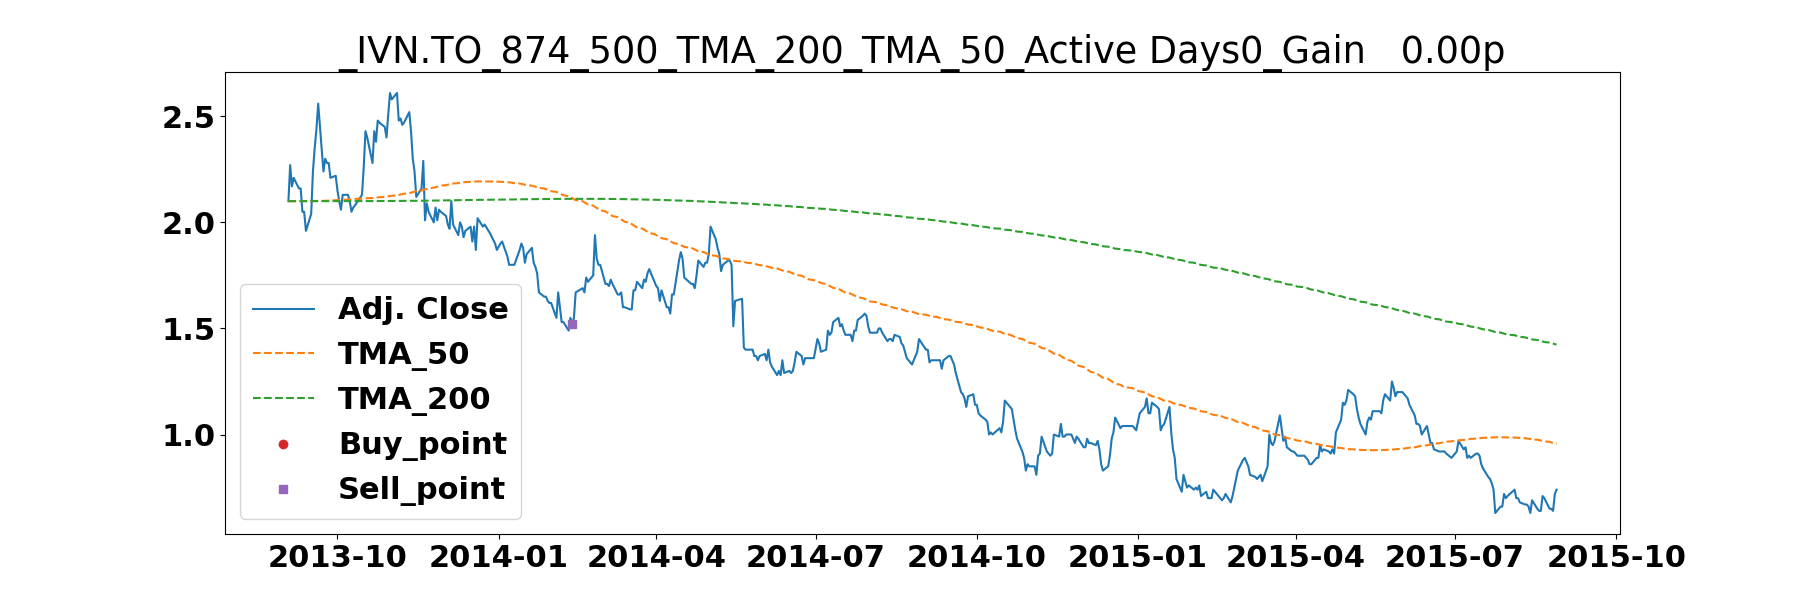 _IVN.TO_874_500_TMA_200_TMA_50_Active Days0_Gain   0.00p
2.5
2.0
1.5
1.0
Adj. Close
TMA_50
TMA_200
Buy_point
Sell_point
2013-10 2014-01 2014-04 2014-07 2014-10 2015-01 2015-04 2015-07 2015-10